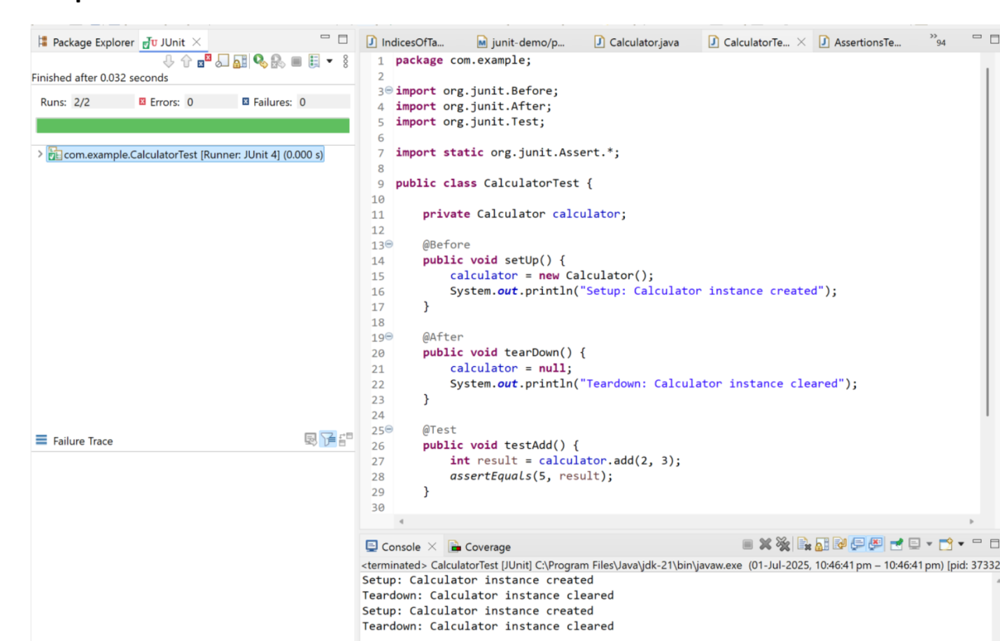 Package Explorer
JUnit
Finished after 0.032 seconds
Runs: 2/2
Errors: 0
Failures: 0
com.example.CalculatorTest [Runner: JUnit 4] (0.000 s)
Failure Trace
IndicesOfTa...
junit-demo/p...
Calculator.java
CalculatorTe...
AssertionsTe...
»94
1 package com.example;
2
3 import org.junit.Before;
4 import org.junit.After;
5 import org.junit.Test;
6
7 import static org.junit.Assert.*;
8
9 public class CalculatorTest {
10
11     private Calculator calculator;
12
13     @Before
14     public void setUp() {
15         calculator = new Calculator();
16         System.out.println("Setup: Calculator instance created");
17     }
18
19     @After
20     public void tearDown() {
21         calculator = null;
22         System.out.println("Teardown: Calculator instance cleared");
23     }
24
25     @Test
26     public void testAdd() {
27         int result = calculator.add(2, 3);
28         assertEquals(5, result);
29     }
30
Console
Coverage
<terminated> CalculatorTest [JUnit] C:\Program Files\Java\jdk-21\bin\javaw.exe (01-Jul-2025, 10:46:41 pm – 10:46:41 pm) [pid: 37332
Setup: Calculator instance created
Teardown: Calculator instance cleared
Setup: Calculator instance created
Teardown: Calculator instance cleared